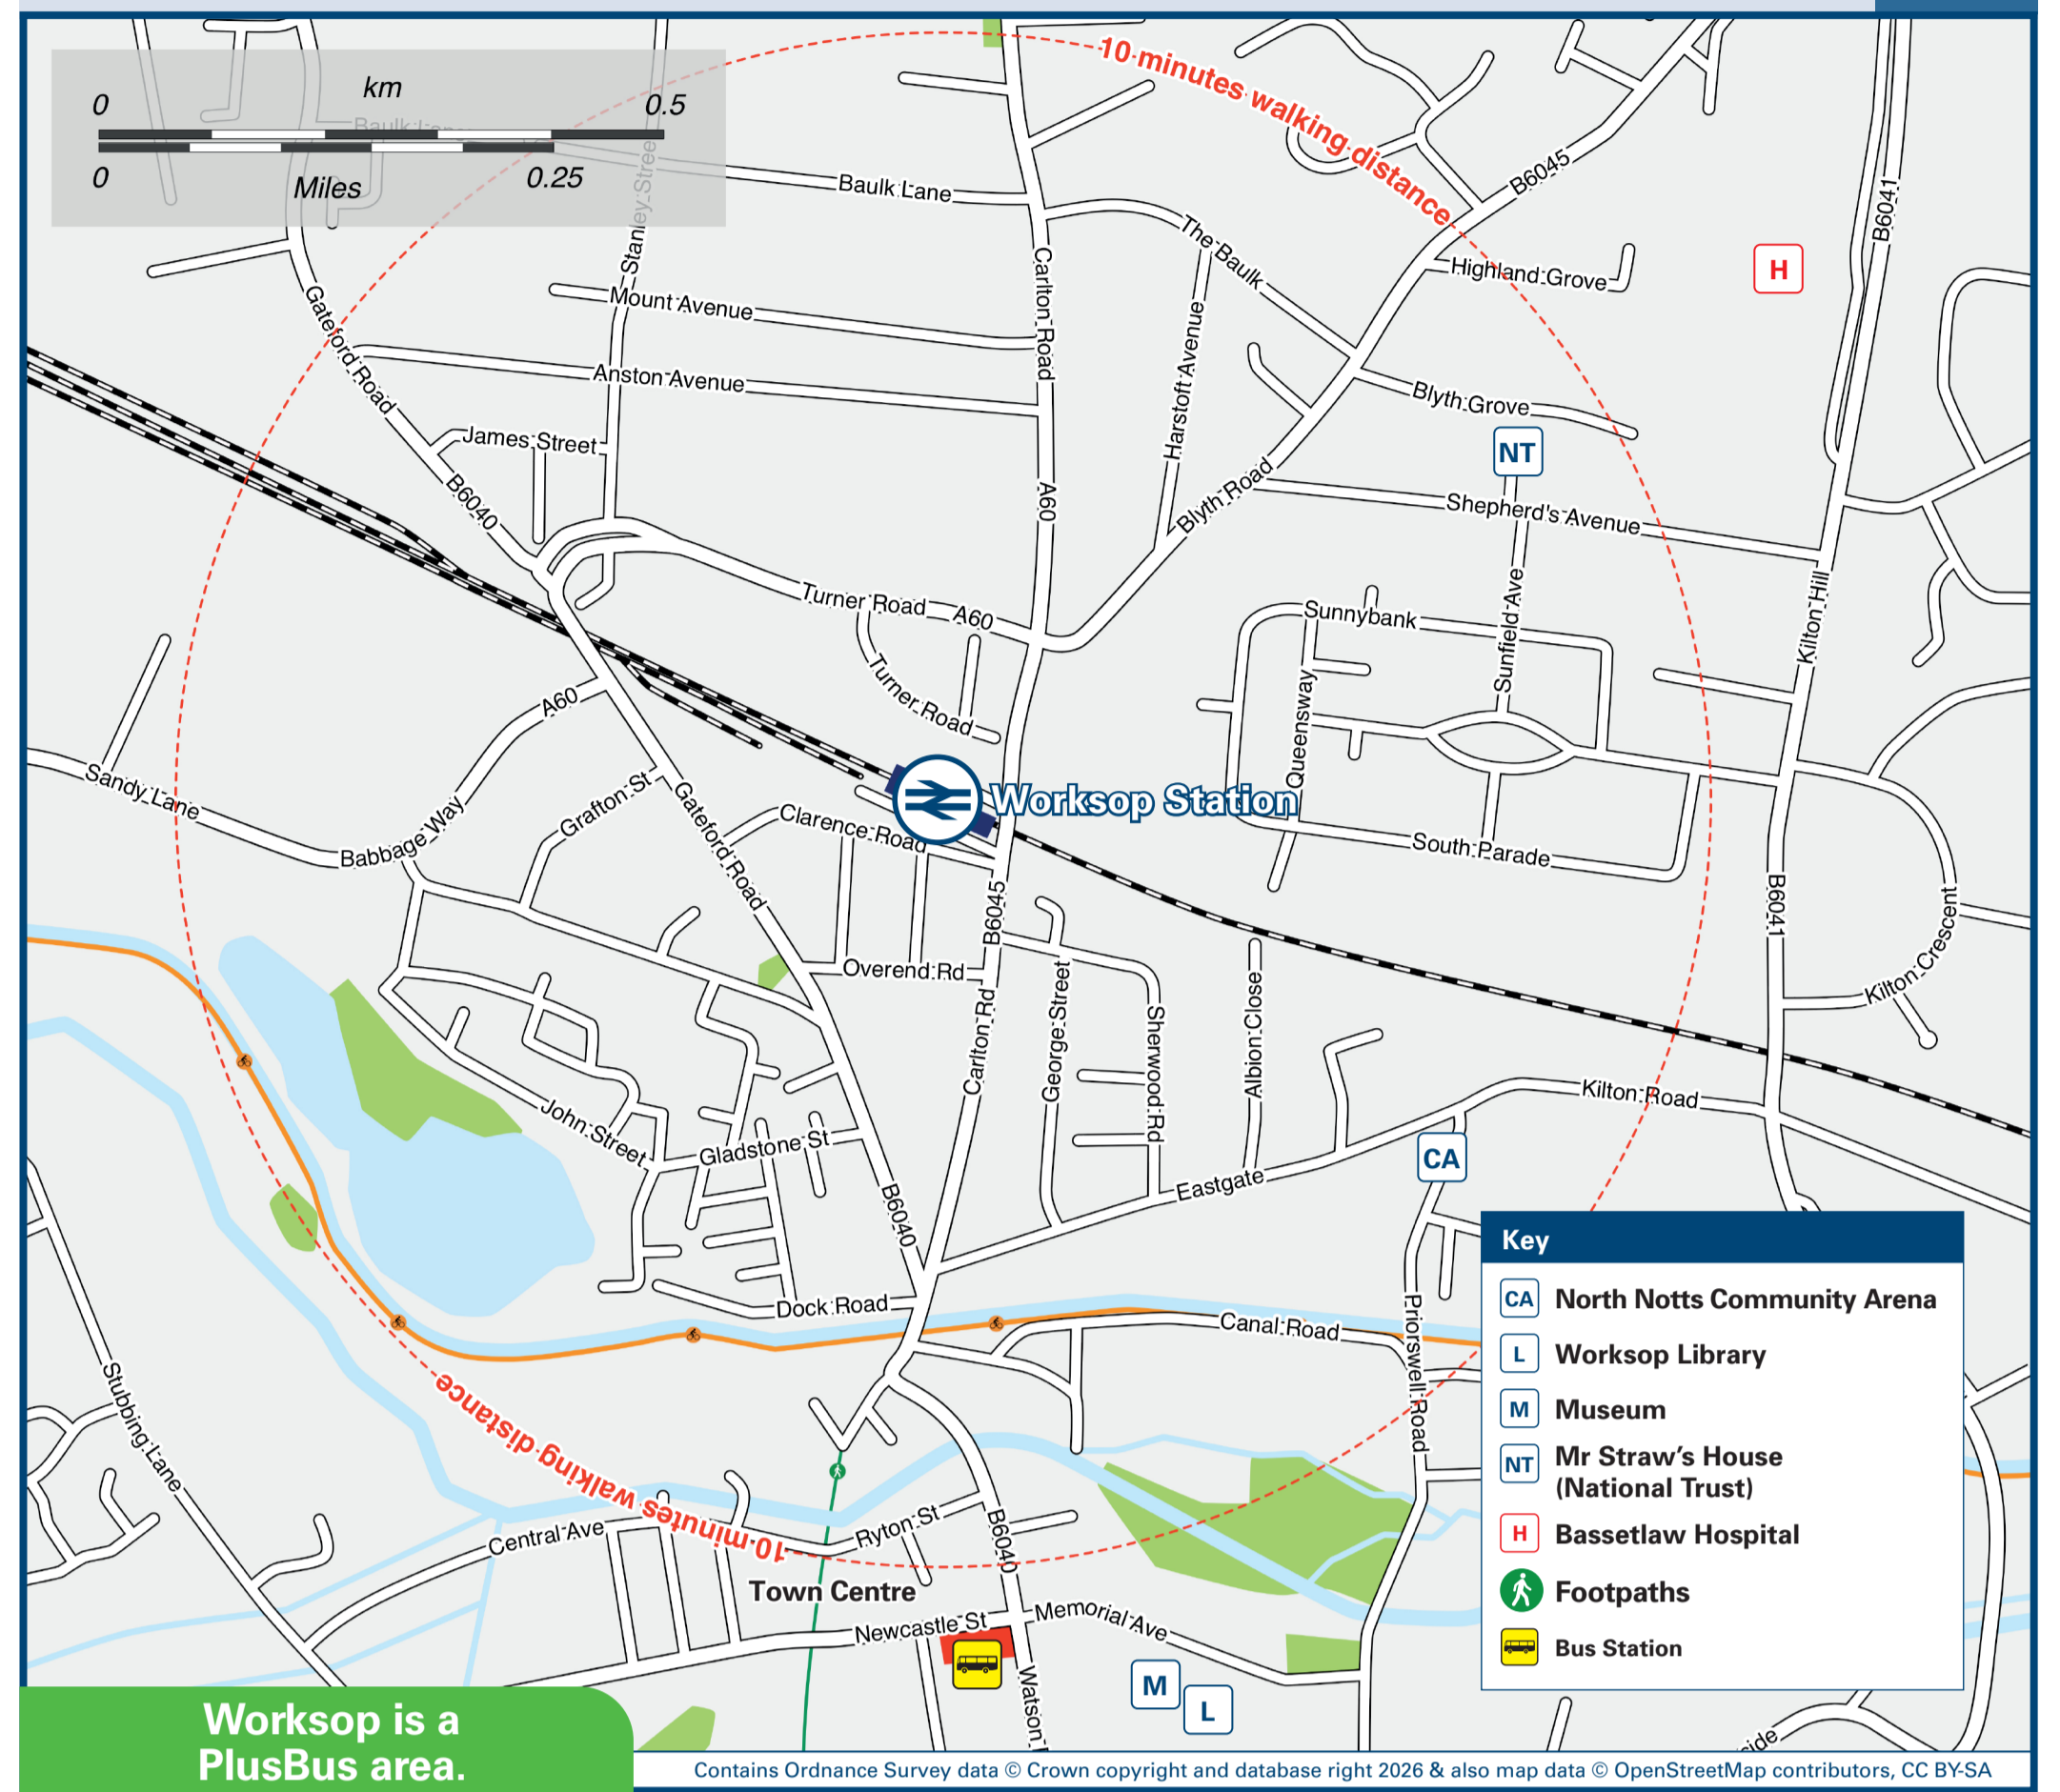 km
0
0.5
0
Miles
0.25
10 minutes walking distance
Baulk Lane
Baulk Lane
Stanley Street
Carlton Road
The Baulk
B6045
B6041
Highland Grove
H
Gateford Road
Mount Avenue
Harstoft Avenue
Anston Avenue
Blyth Grove
James Street
NT
B6040
A60
Blyth Road
Shepherd's Avenue
Turner Road
A60
Sunnybank
Sunfield Ave
Kilton Hill
Turner Road
A60
Queensway
Sandy Lane
Babbage Way
Grafton St
Gateford Road
Clarence Road
Worksop Station
South Parade
B6045
B6041
Kilton Crescent
Overend Rd
Carlton Rd
George Street
Sherwood Rd
Albion Close
Kilton Road
John Street
Gladstone St
CA
Eastgate
B6040
Dock Road
Canal Road
Priorswell Road
Stubbing Lane
10 minutes walking distance
Central Ave
Ryton St
B6040
Town Centre
Newcastle St
Memorial Ave
Watson
M
L
side
Key
CA North Notts Community Arena
L Worksop Library
M Museum
NT Mr Straw's House
(National Trust)
H Bassetlaw Hospital
Footpaths
Bus Station
Worksop is a
PlusBus area.
Contains Ordnance Survey data © Crown copyright and database right 2026 & also map data © OpenStreetMap contributors, CC BY-SA